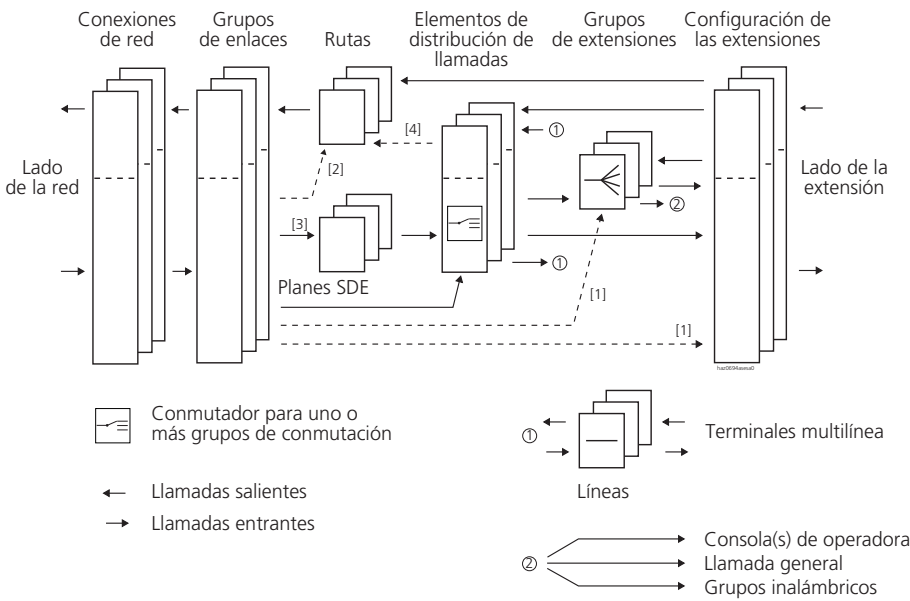 Conexiones
de red
Grupos
de enlaces
Rutas
Elementos de
distribución de
llamadas
Grupos
de extensiones
Configuración de
las extensiones
[4]
①
Lado
de la red
[2]
Lado de la
extensión
②
[3]
①
Planes SDE
[1]
[1]
haz0694aaesa0
Conmutador para uno o
más grupos de conmutación
①
Terminales multilínea
Líneas
Llamadas salientes
Llamadas entrantes
②
Consola(s) de operadora
Llamada general
Grupos inalámbricos